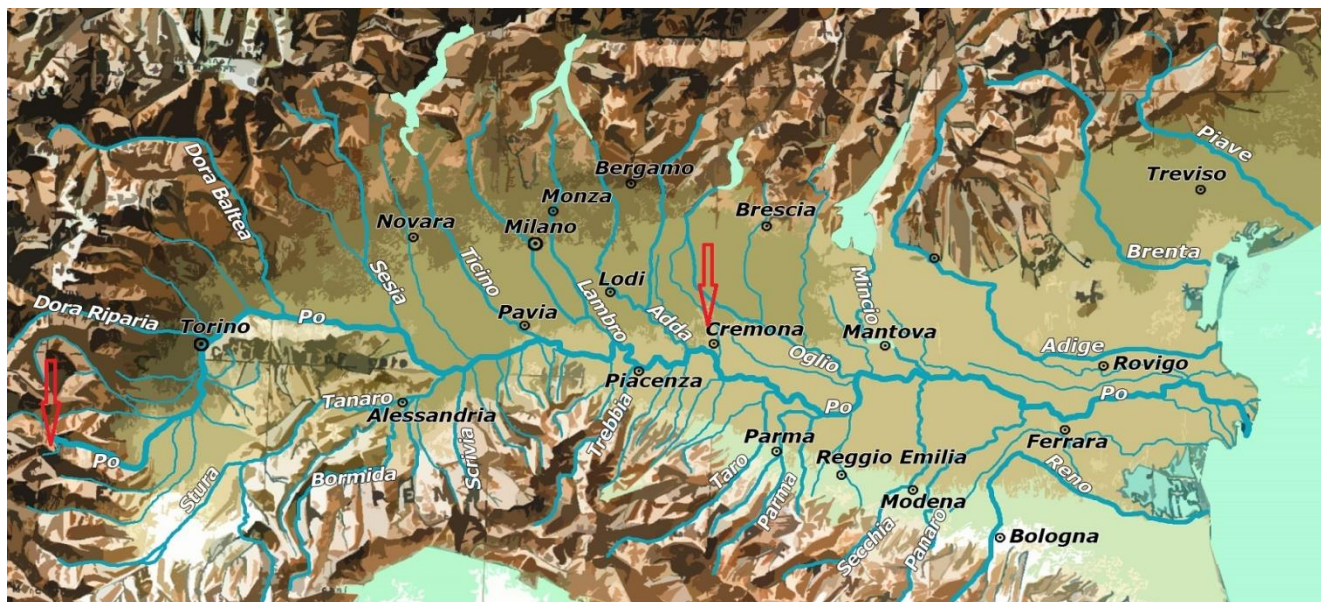 Piave
Treviso
Dora Baltea
Bergamo
Monza
Brescia
Novara
Milano
Brenta
Ticino
Sesia
Lodi
Mincio
Dora Riparia
Torino
Po
Pavia
Lambro
Adda
Cremona
Mantova
Oglio
Adige
Rovigo
Piacenza
Tanaro
Alessandria
Po
Po
Ferrara
Trebbia
Scrivia
Parma
Po
Reggio Emilia
Reno
Stura
Bormida
Taro
Parma
Modena
Secchia
Panaro
Bologna